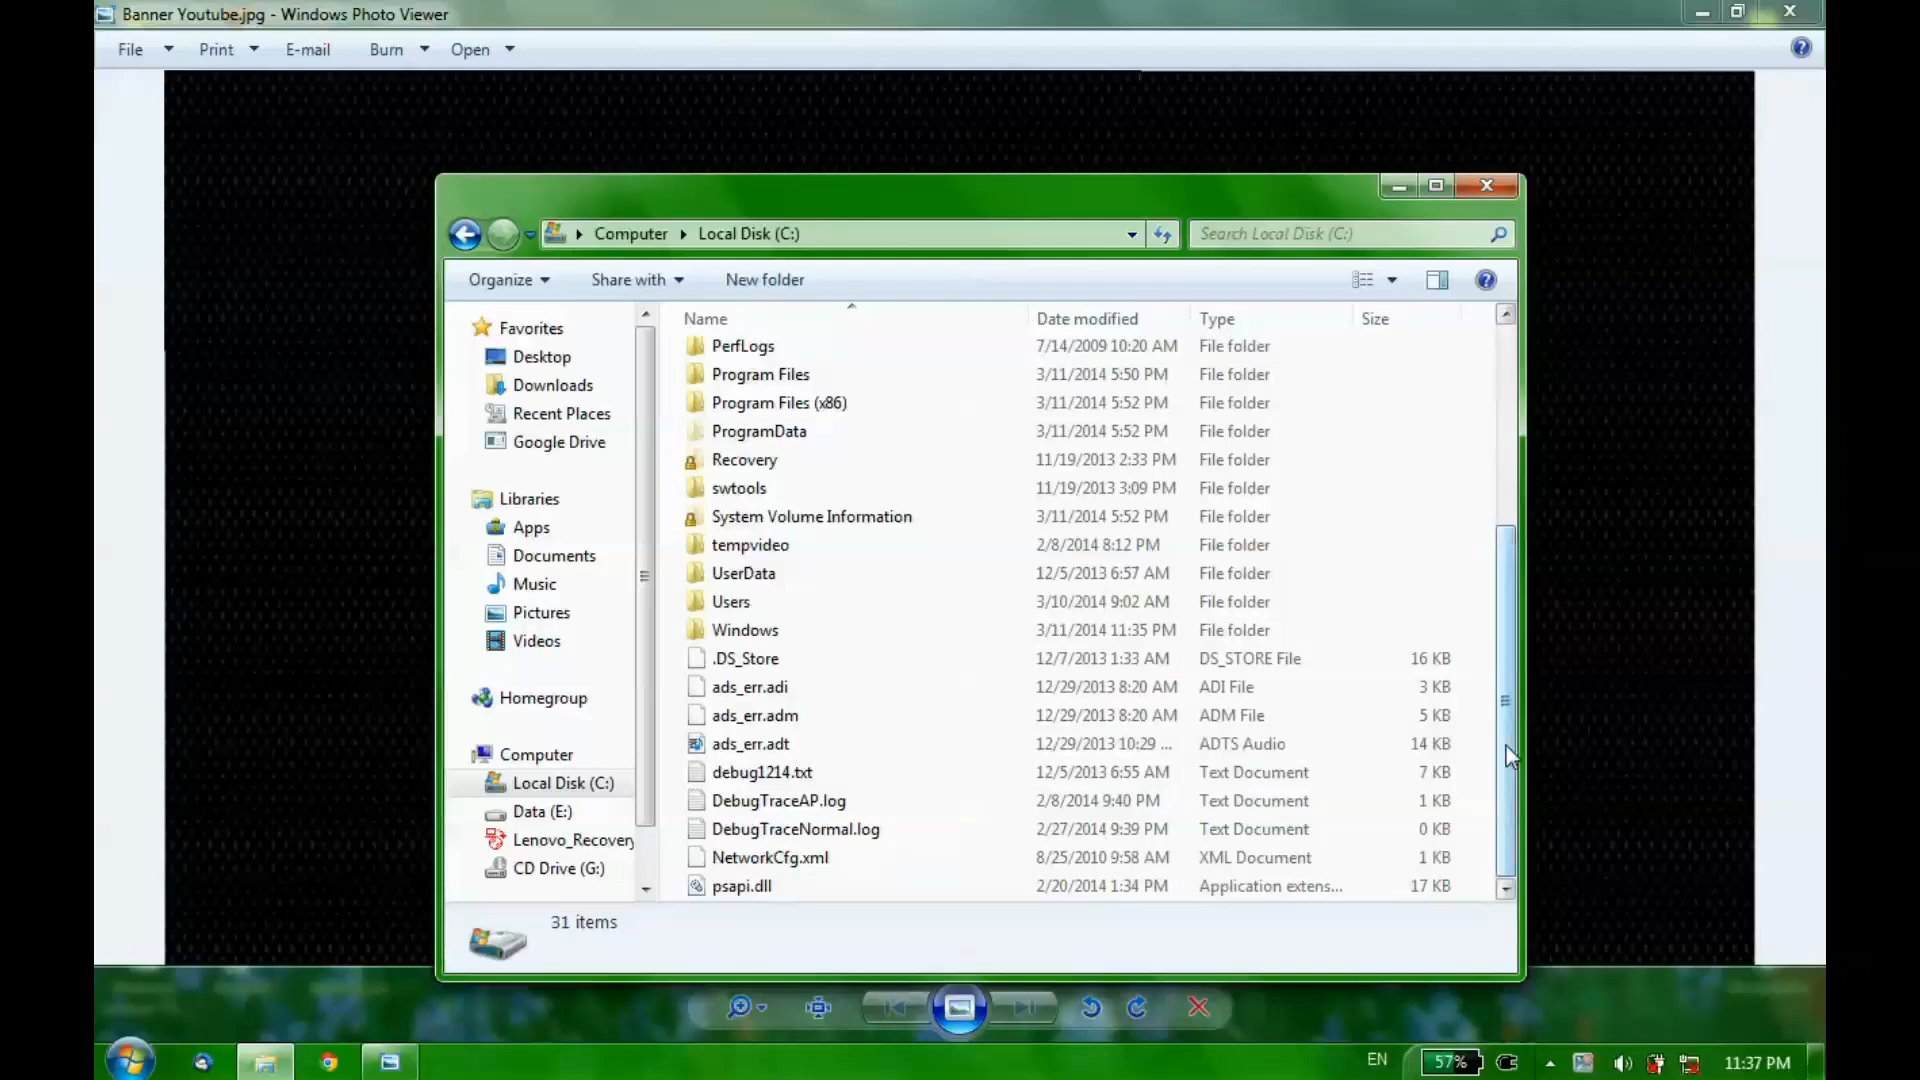 Banner Youtube.jpg - Windows Photo Viewer
File Print E-mail Burn Open
Computer Local Disk (C:) Search Local Disk (C:)
Organize Share with New folder
Name Date modified Type Size
PerfLogs 7/14/2009 10:20 AM File folder
Program Files 3/11/2014 5:50 PM File folder
Program Files (x86) 3/11/2014 5:52 PM File folder
ProgramData 3/11/2014 5:52 PM File folder
Recovery 11/19/2013 2:33 PM File folder
swtools 11/19/2013 3:09 PM File folder
System Volume Information 3/11/2014 5:52 PM File folder
tempvideo 2/8/2014 8:12 PM File folder
UserData 12/5/2013 6:57 AM File folder
Users 3/10/2014 9:02 AM File folder
Windows 3/11/2014 11:35 PM File folder
.DS_Store 12/7/2013 1:33 AM DS_STORE File 16 KB
ads_err.adi 12/29/2013 8:20 AM ADI File 3 KB
ads_err.adm 12/29/2013 8:20 AM ADM File 5 KB
ads_err.adt 12/29/2013 10:29 ... ADTS Audio 14 KB
debug1214.txt 12/5/2013 6:55 AM Text Document 7 KB
DebugTraceAP.log 2/8/2014 9:40 PM Text Document 1 KB
DebugTraceNormal.log 2/27/2014 9:39 PM Text Document 0 KB
NetworkCfg.xml 8/25/2010 9:58 AM XML Document 1 KB
psapi.dll 2/20/2014 1:34 PM Application extens... 17 KB
Favorites
Desktop
Downloads
Recent Places
Google Drive
Libraries
Apps
Documents
Music
Pictures
Videos
Homegroup
Computer
Local Disk (C:)
Data (E:)
Lenovo_Recovery
CD Drive (G:)
31 items
EN 57% 11:37 PM